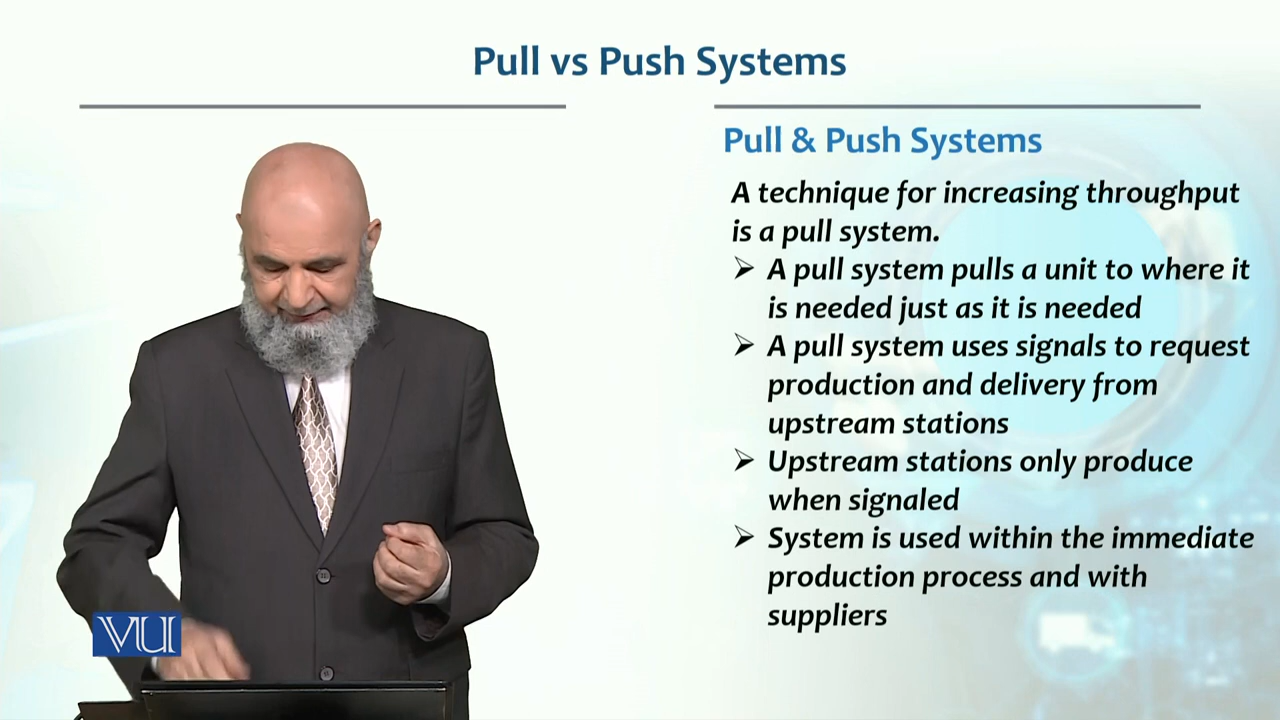 Pull vs Push Systems
Pull & Push Systems
A technique for increasing throughput
is a pull system.
➢ A pull system pulls a unit to where it
is needed just as it is needed
➢ A pull system uses signals to request
production and delivery from
upstream stations
➢ Upstream stations only produce
when signaled
➢ System is used within the immediate
production process and with
suppliers
VU